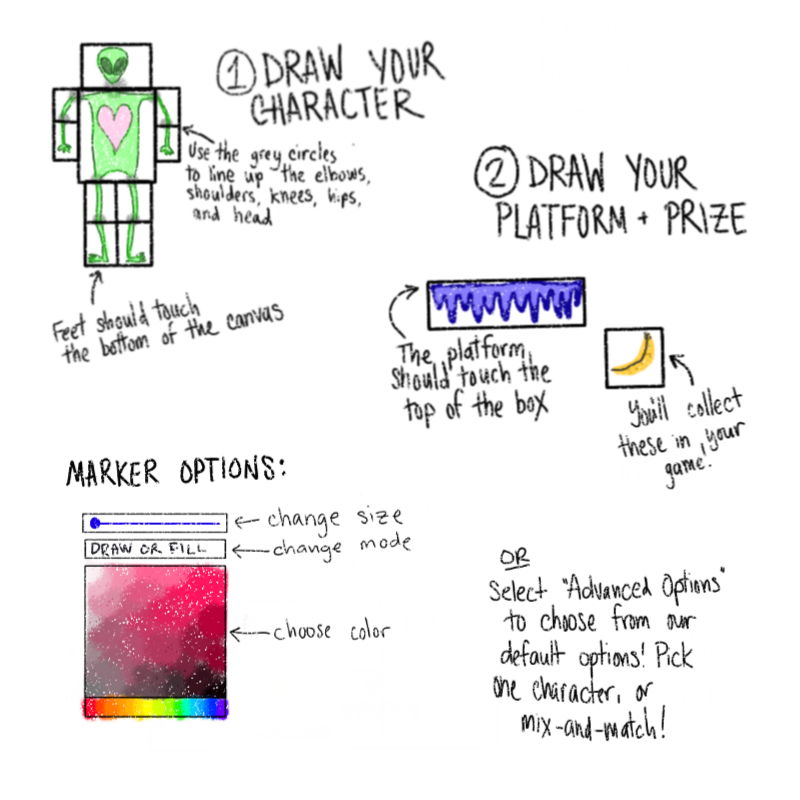 1 DRAW YOUR
CHARACTER
Use the grey circles
to line up the elbows,
shoulders, knees, hips,
and head
Feet should touch
the bottom of the canvas
2 DRAW YOUR
PLATFORM + PRIZE
The platform
should touch the
top of the box
You'll collect
these in your
game!
MARKER OPTIONS:
change size
DRAW OR FILL
change mode
choose color
OR
Select "Advanced Options"
to choose from our
default options! Pick
one character, or
mix-and-match!